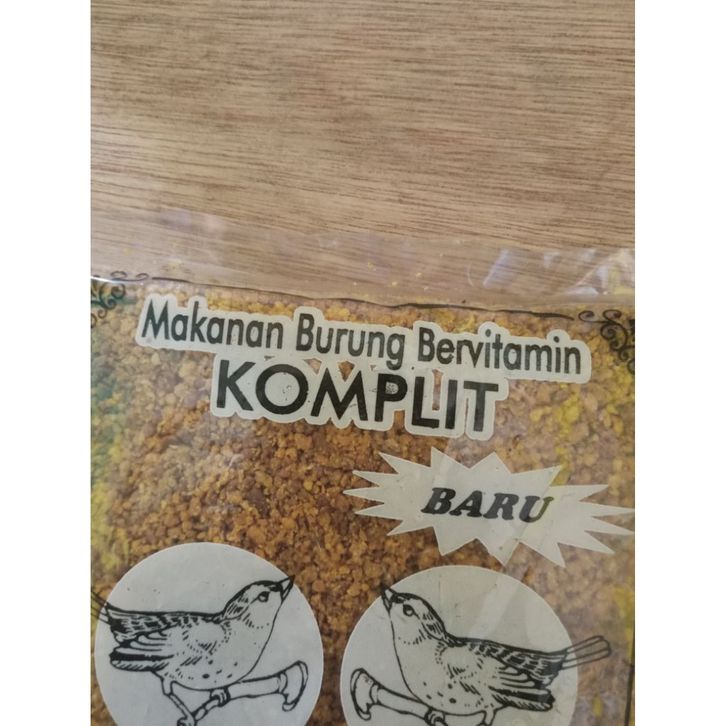 Makanan Burung Bervitamin
KOMPLIT
BARU